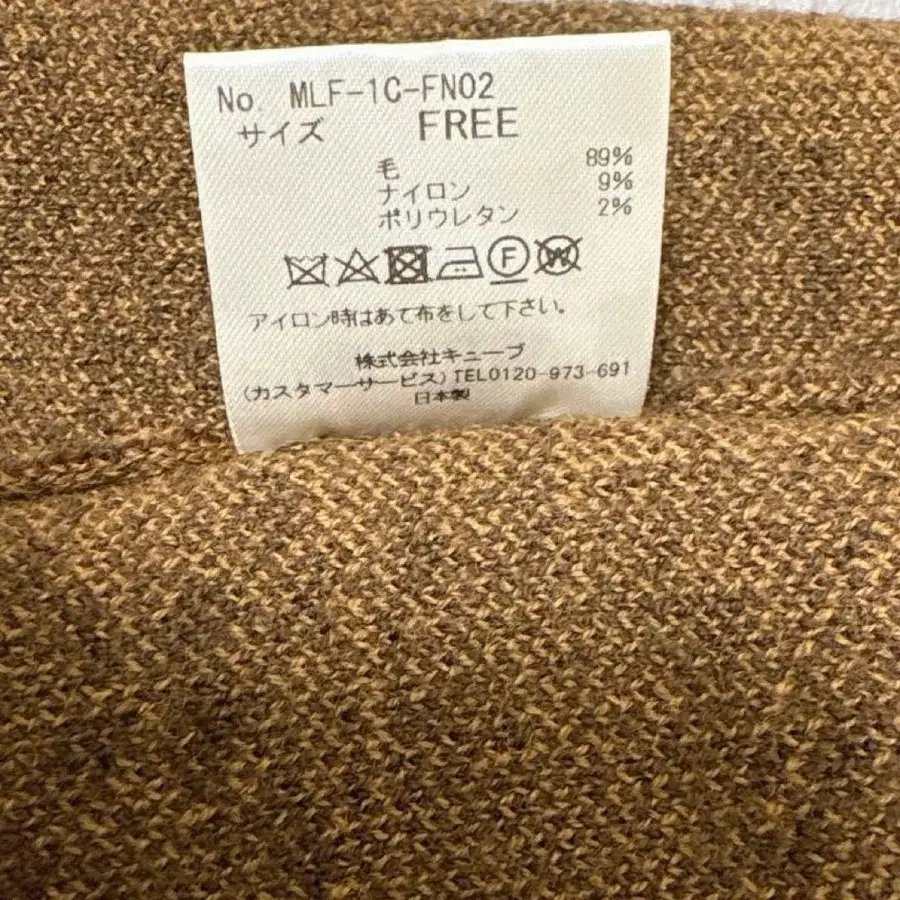 No. MLF-1C-FN02
サイズ FREE
毛 89%
ナイロン 9%
ポリウレタン 2%
F W
アイロン時はあて布をして下さい。
株式会社キューブ
(カスタマーサービス)TEL0120-973-691
日本製